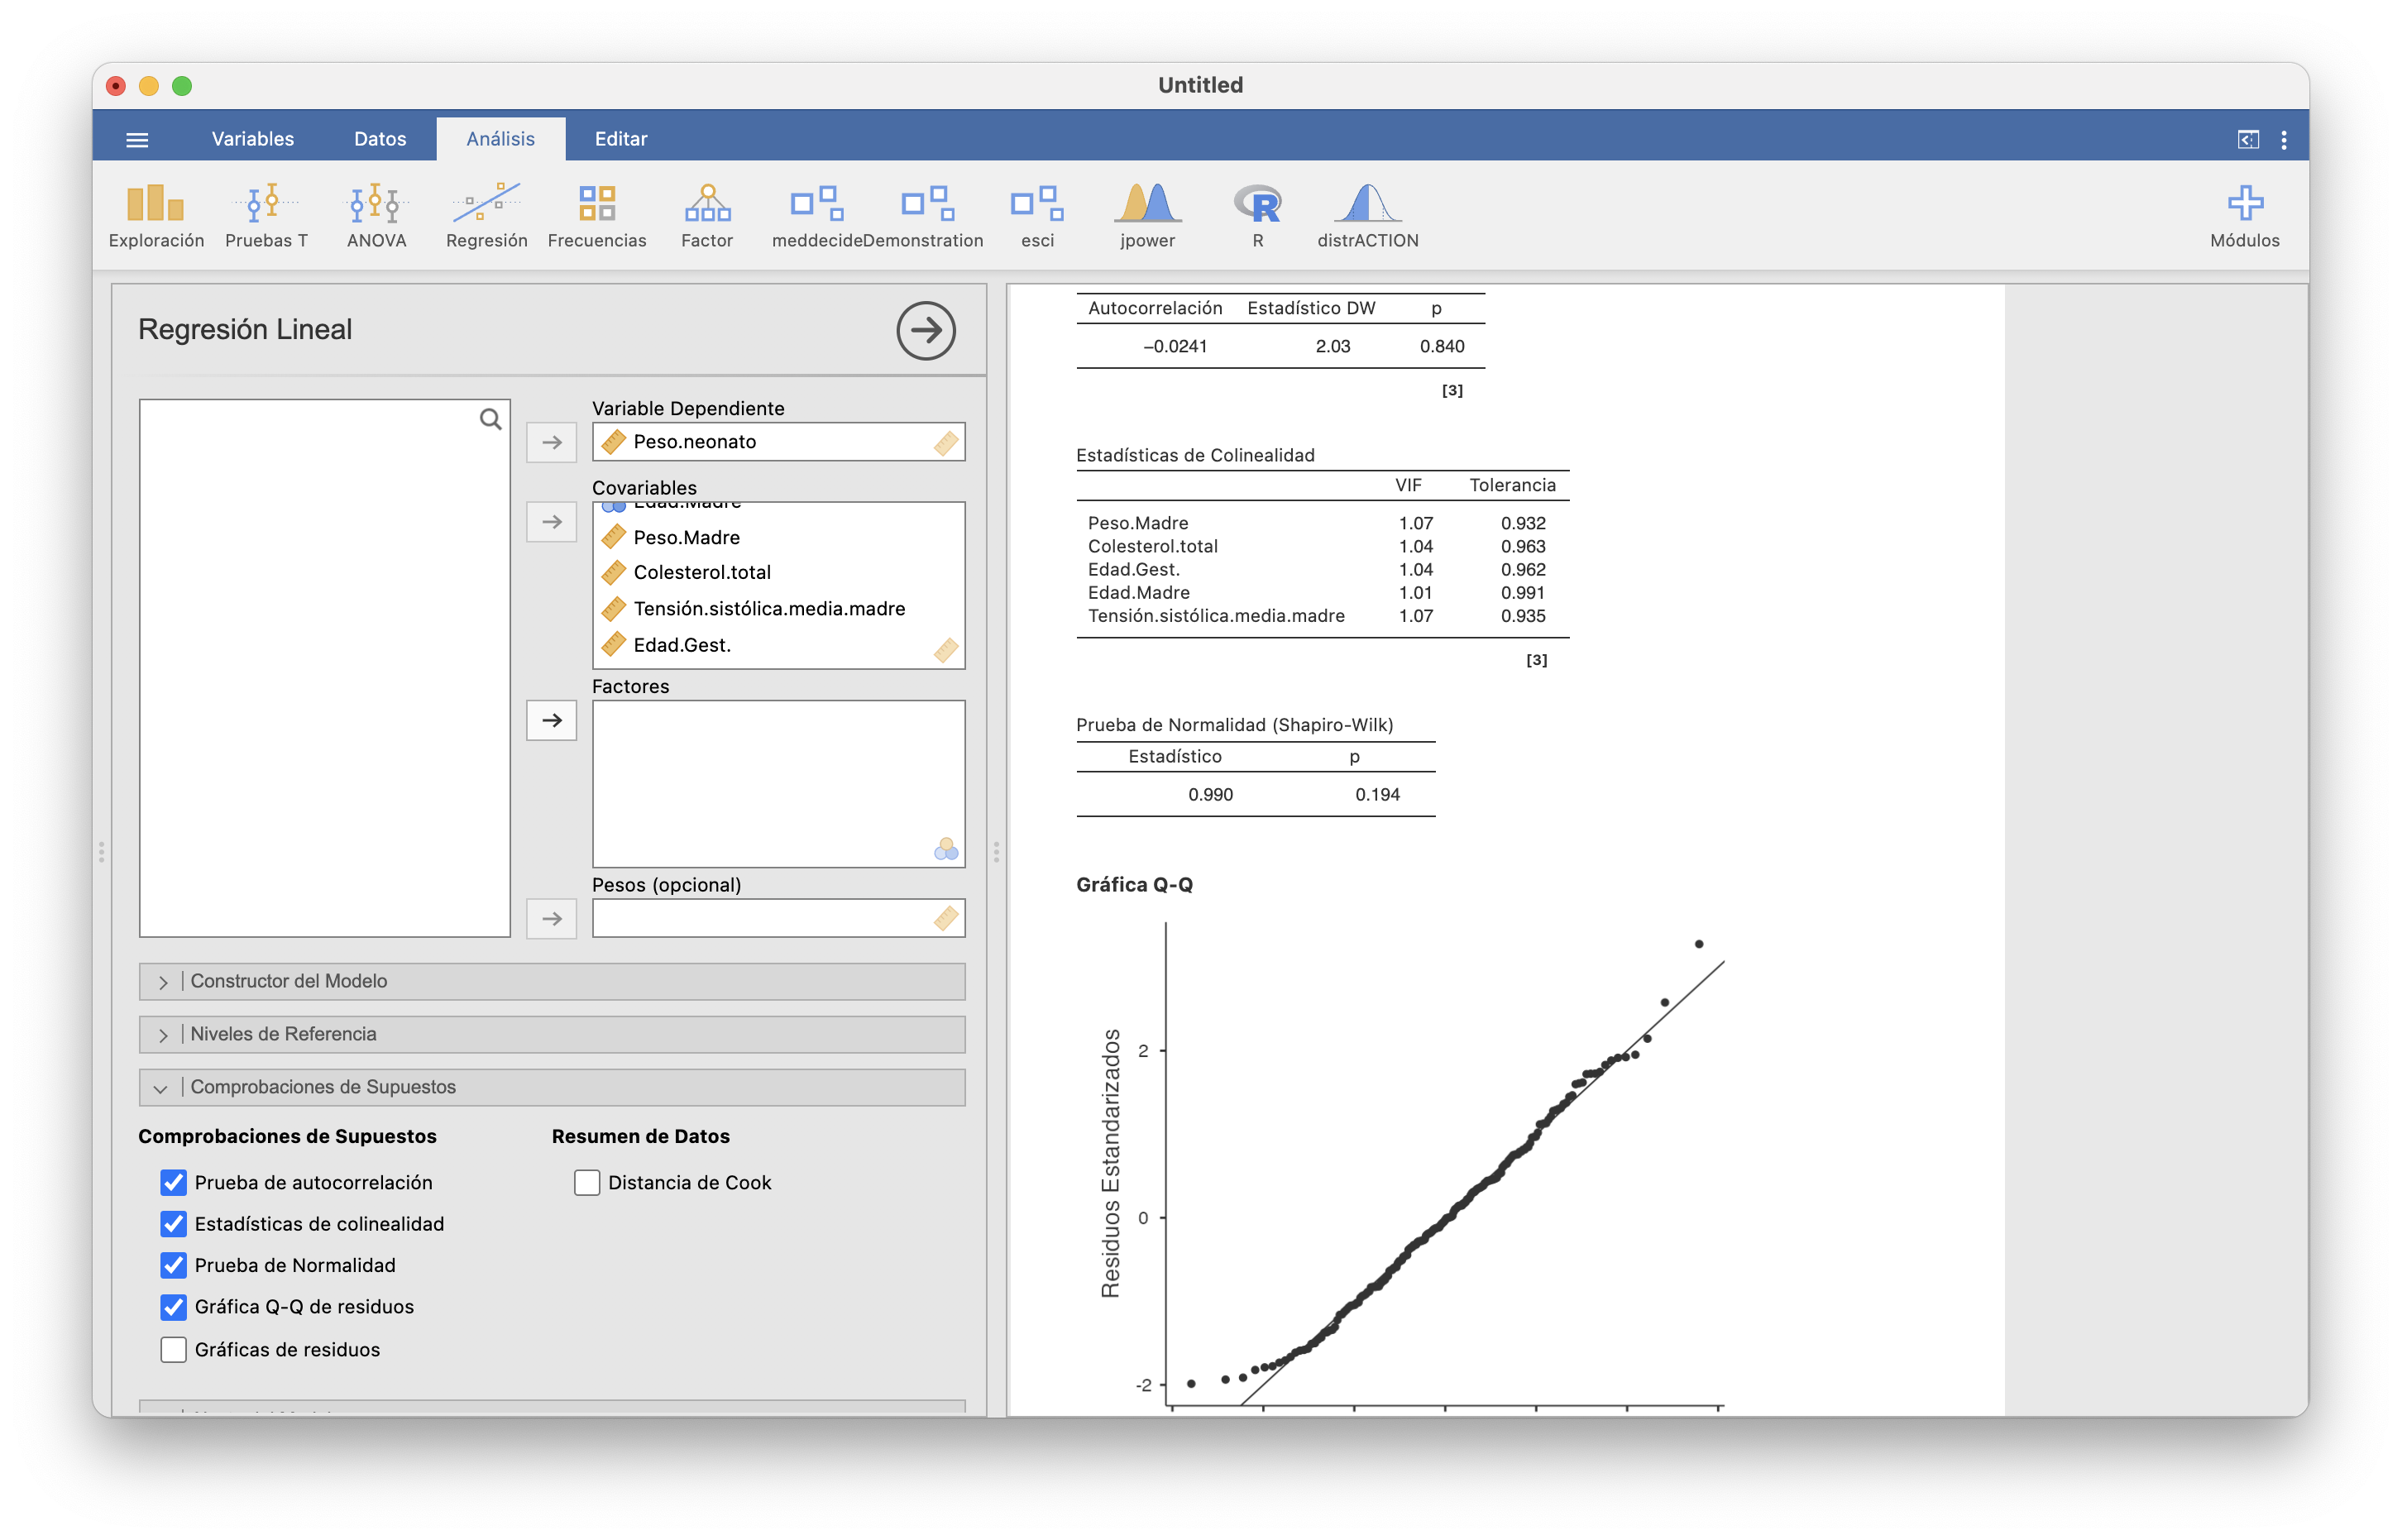 Untitled
Variables Datos Análisis Editar
Exploración Pruebas T ANOVA Regresión Frecuencias Factor meddecide Demonstration esci jpower R distrACTION Módulos
Regresión Lineal
Variable Dependiente
Peso.neonato
Covariables
Edad.Madre
Peso.Madre
Colesterol.total
Tensión.sistólica.media.madre
Edad.Gest.
Factores
Pesos (opcional)
Constructor del Modelo
Niveles de Referencia
Comprobaciones de Supuestos
Comprobaciones de Supuestos Resumen de Datos
Prueba de autocorrelación Distancia de Cook
Estadísticas de colinealidad
Prueba de Normalidad
Gráfica Q-Q de residuos
Gráficas de residuos
Autocorrelación Estadístico DW p
−0.0241 2.03 0.840
[3]
Estadísticas de Colinealidad
VIF Tolerancia
Peso.Madre 1.07 0.932
Colesterol.total 1.04 0.963
Edad.Gest. 1.04 0.962
Edad.Madre 1.01 0.991
Tensión.sistólica.media.madre 1.07 0.935
[3]
Prueba de Normalidad (Shapiro-Wilk)
Estadístico p
0.990 0.194
Gráfica Q-Q
Residuos Estandarizados
2
0
-2